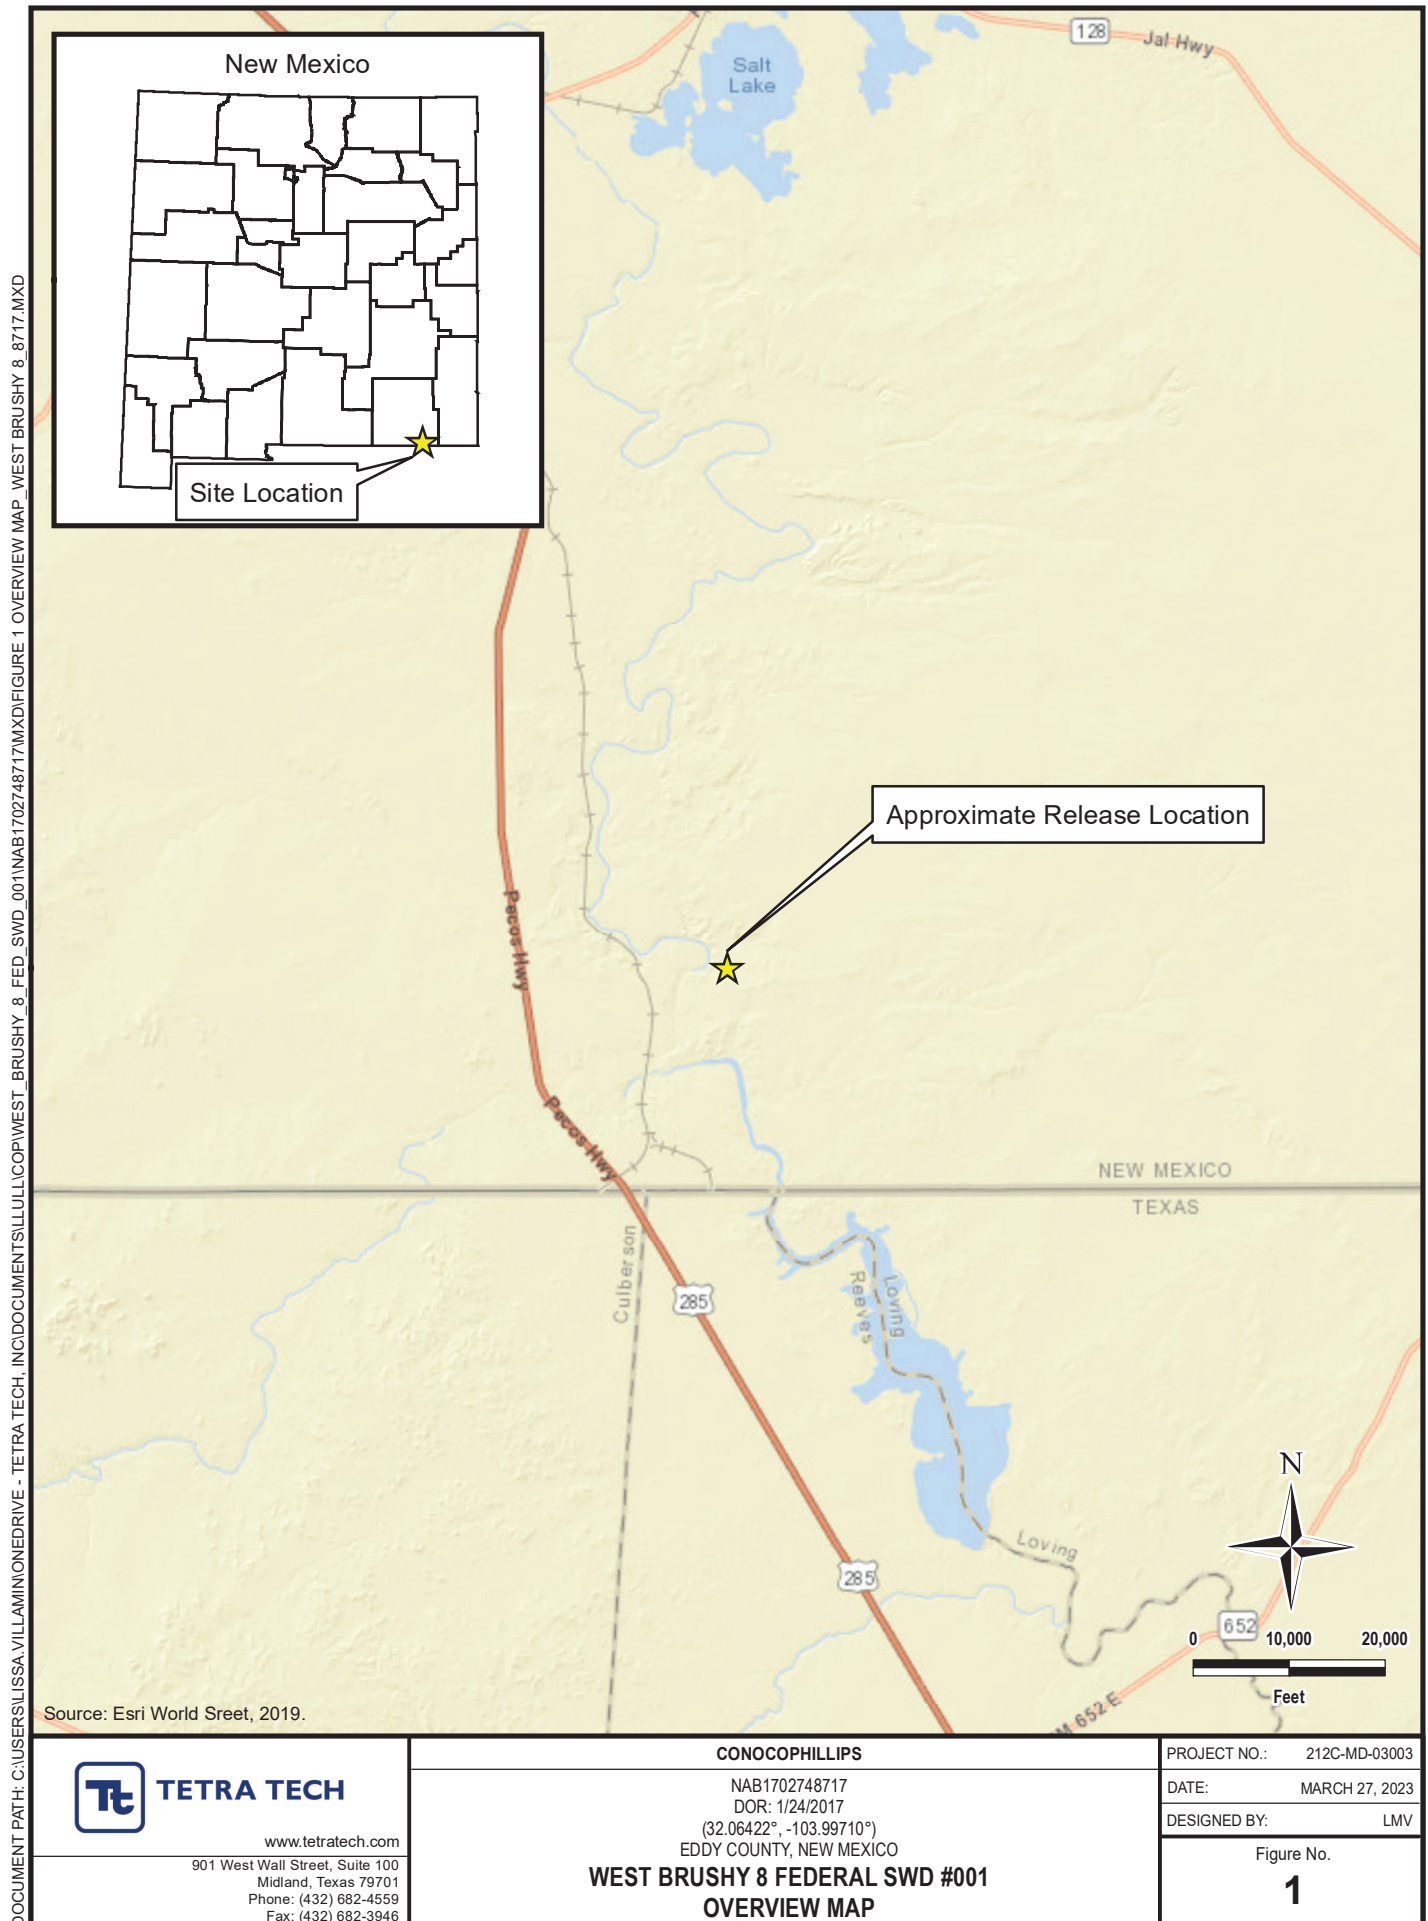 DOCUMENT PATH: C:\USERS\LISSA.VILLAMIN\ONEDRIVE - TETRA TECH, INC\DOCUMENTS\LULL\COP\WEST_BRUSHY_8_FED_SWD_001\NAB1702748717\MXD\FIGURE 1 OVERVIEW MAP_WEST BRUSHY 8_8717.MXD
New Mexico
Site Location
Salt
Lake
128
Jal Hwy
Approximate Release Location
Pecos Hwy
Pecos Hwy
NEW MEXICO
TEXAS
Culberson
285
Reeves
Loving
Loving
285
N
652
0 10,000 20,000
Feet
M 652 E
Source: Esri World Sreet, 2019.
Tt TETRA TECH
www.tetratech.com
901 West Wall Street, Suite 100
Midland, Texas 79701
Phone: (432) 682-4559
Fax: (432) 682-3946
CONOCOPHILLIPS
NAB1702748717
DOR: 1/24/2017
(32.06422°, -103.99710°)
EDDY COUNTY, NEW MEXICO
WEST BRUSHY 8 FEDERAL SWD #001
OVERVIEW MAP
PROJECT NO.: 212C-MD-03003
DATE: MARCH 27, 2023
DESIGNED BY: LMV
Figure No.
1